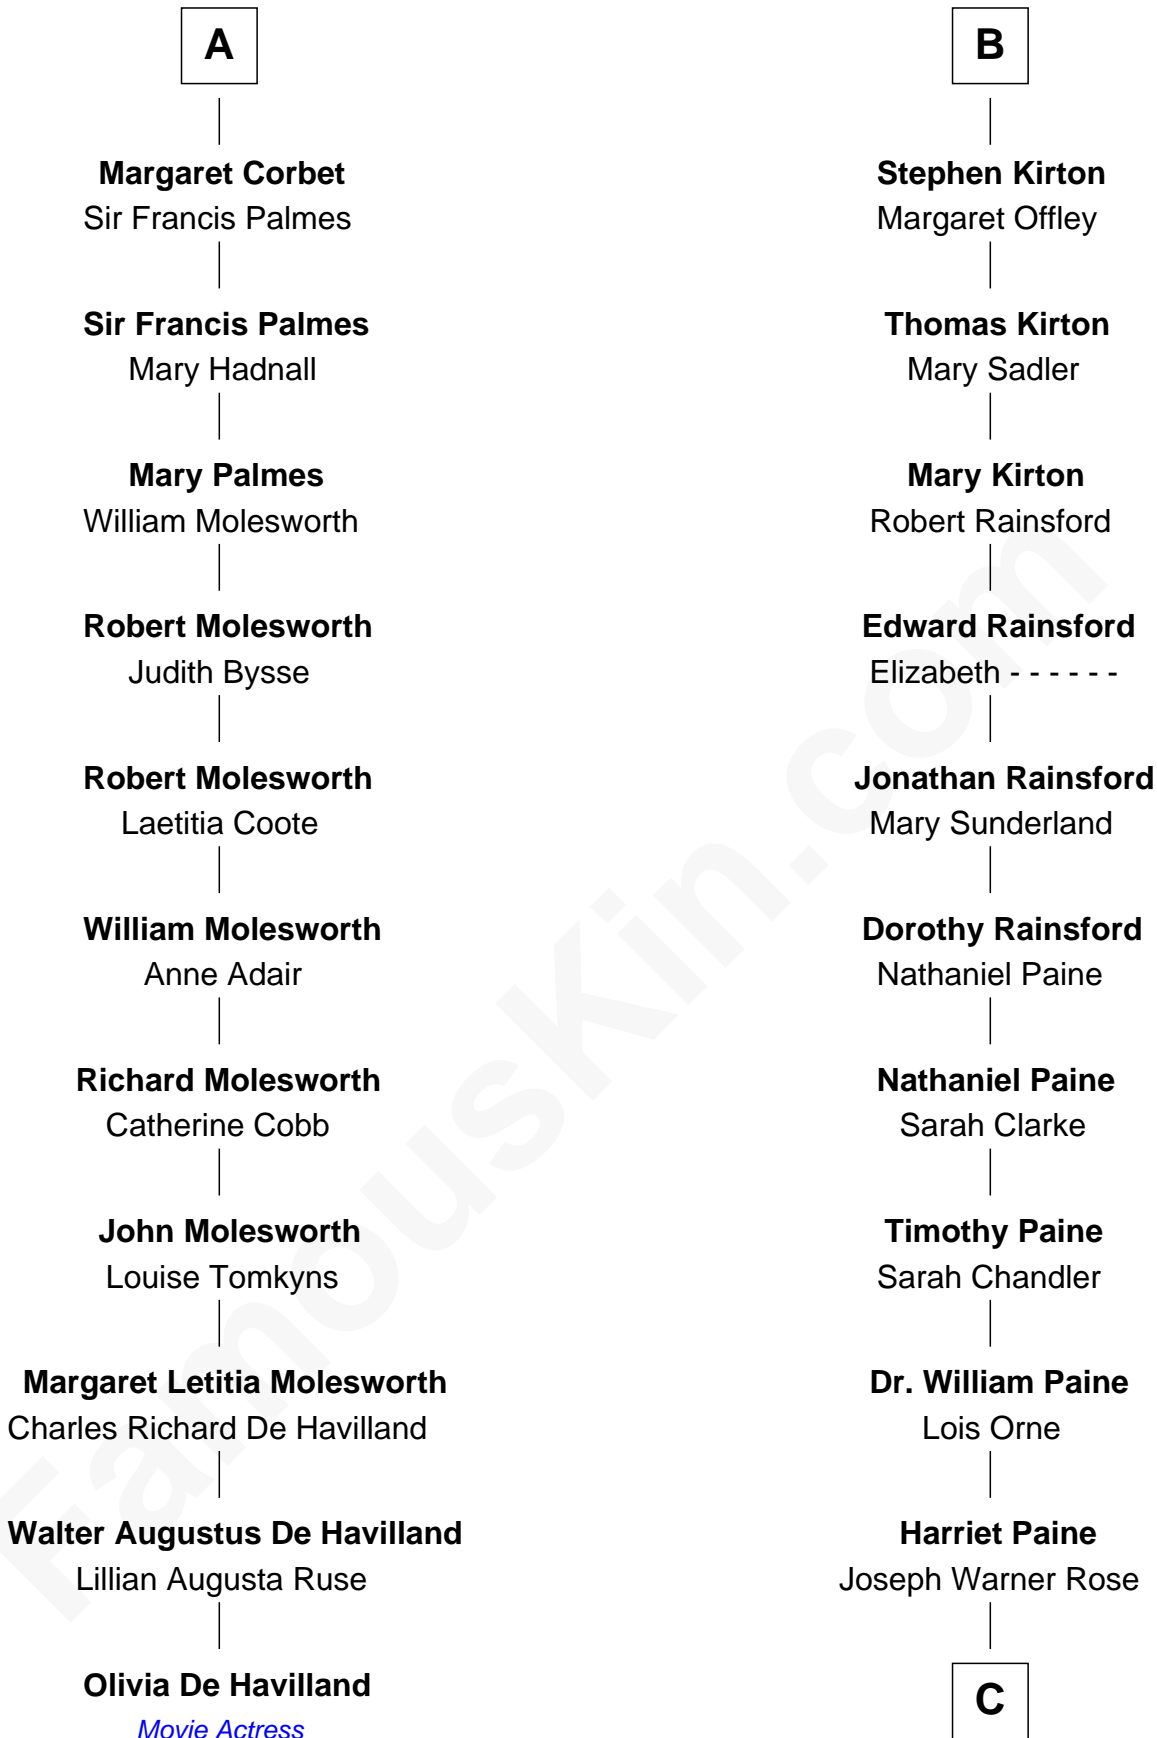 A
Margaret Corbet
Sir Francis Palmes
Sir Francis Palmes
Mary Hadnall
Mary Palmes
William Molesworth
Robert Molesworth
Judith Bysse
Robert Molesworth
Laetitia Coote
William Molesworth
Anne Adair
Richard Molesworth
Catherine Cobb
John Molesworth
Louise Tomkyns
Margaret Letitia Molesworth
Charles Richard De Havilland
Walter Augustus De Havilland
Lillian Augusta Ruse
Olivia De Havilland
Movie Actress
B
Stephen Kirton
Margaret Offley
Thomas Kirton
Mary Sadler
Mary Kirton
Robert Rainsford
Edward Rainsford
Elizabeth - - - - - -
Jonathan Rainsford
Mary Sunderland
Dorothy Rainsford
Nathaniel Paine
Nathaniel Paine
Sarah Clarke
Timothy Paine
Sarah Chandler
Dr. William Paine
Lois Orne
Harriet Paine
Joseph Warner Rose
C
FamousKin.com